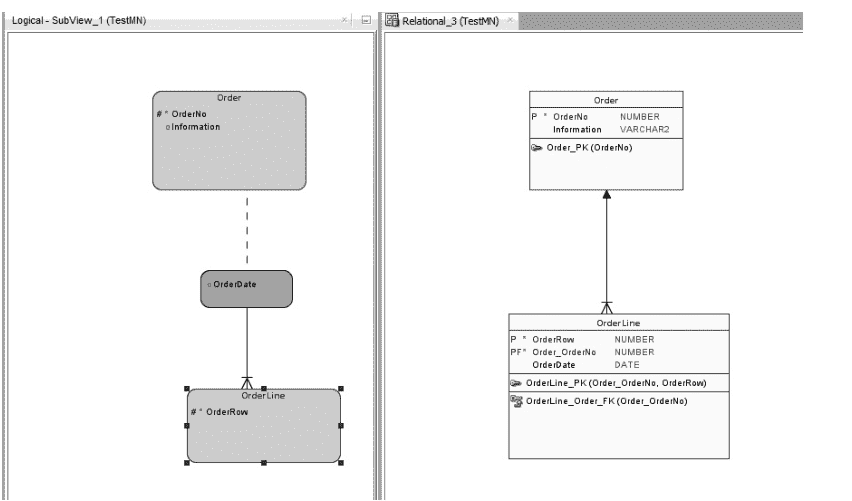 Logical - SubView_1 (TestMN)
Order
# * OrderNo
o Information
o OrderDate
OrderLine
# * OrderRow
Relational_3 (TestMN)
Order
P * OrderNo NUMBER
Information VARCHAR2
Order_PK (OrderNo)
OrderLine
P * OrderRow NUMBER
PF* Order_OrderNo NUMBER
OrderDate DATE
OrderLine_PK (Order_OrderNo, OrderRow)
OrderLine_Order_FK (Order_OrderNo)